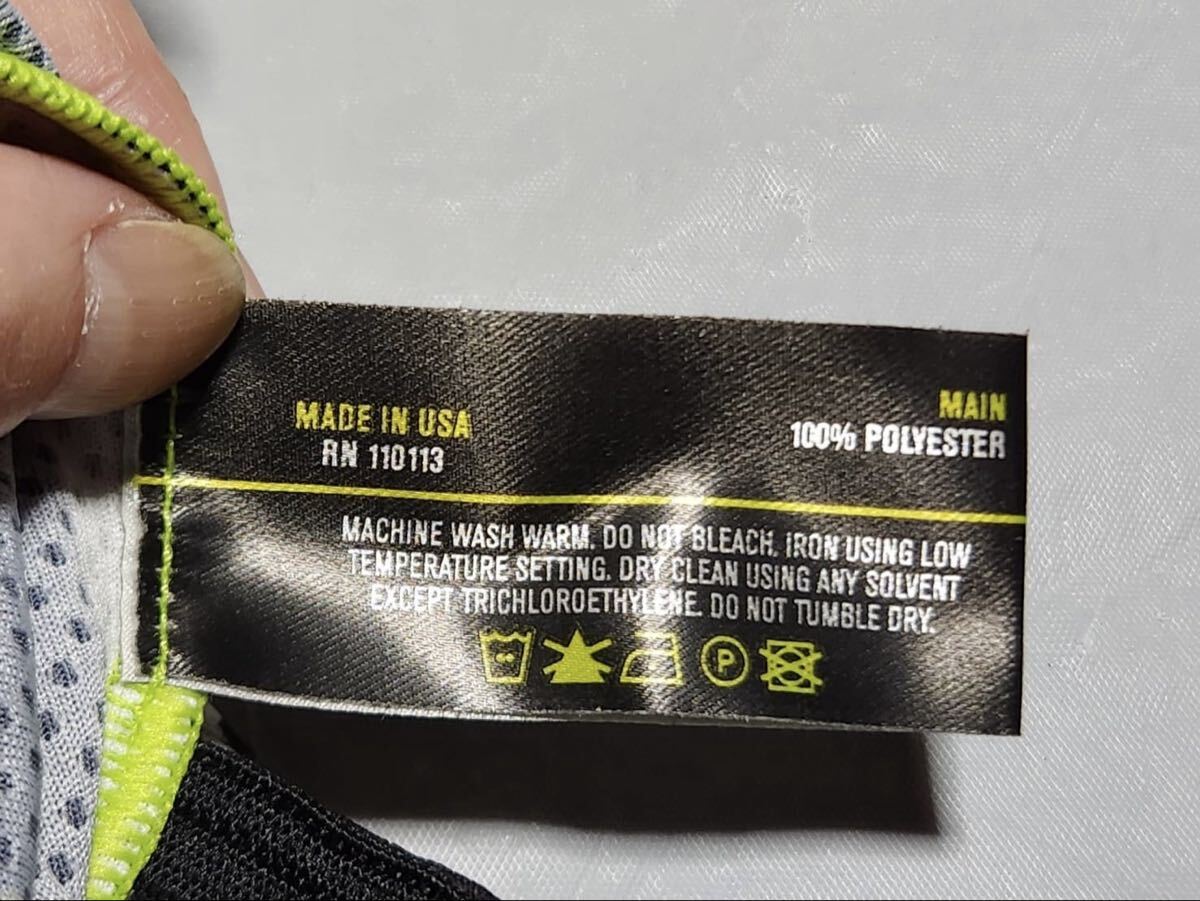 MADE IN USA
RN 110113
MAIN
100% POLYESTER
MACHINE WASH WARM. DO NOT BLEACH. IRON USING LOW
TEMPERATURE SETTING. DRY CLEAN USING ANY SOLVENT
EXCEPT TRICHLOROETHYLENE. DO NOT TUMBLE DRY.
P